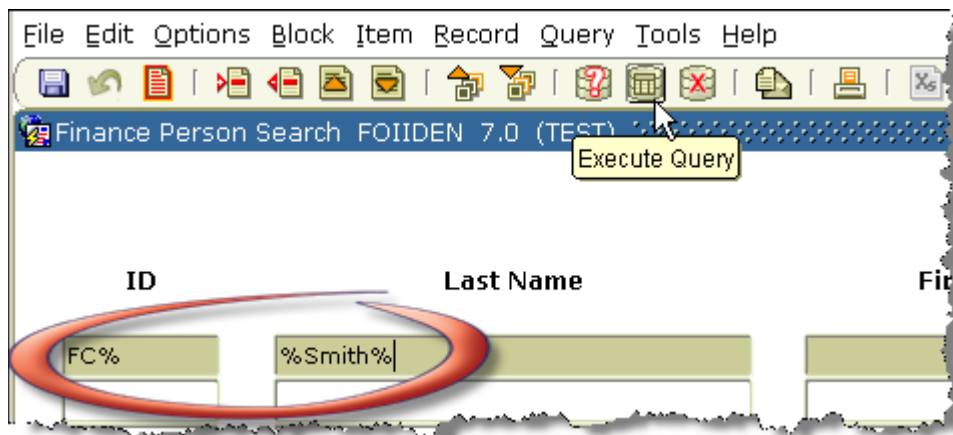 File Edit Options Block Item Record Query Tools Help
Finance Person Search FOIIDEN 7.0 (TEST)
Execute Query
ID Last Name
FC% %Smith%